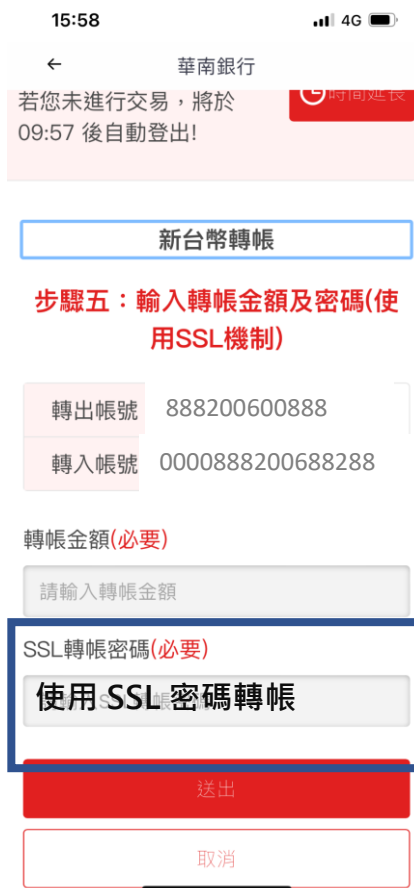 15:58
4G
華南銀行
若您未進行交易，將於
09:57 後自動登出!
時間延長
新台幣轉帳
步驟五：輸入轉帳金額及密碼(使
用SSL機制)
轉出帳號 888200600888
轉入帳號 0000888200688288
轉帳金額(必要)
請輸入轉帳金額
SSL轉帳密碼(必要)
使用 SSL 密碼轉帳
送出
取消